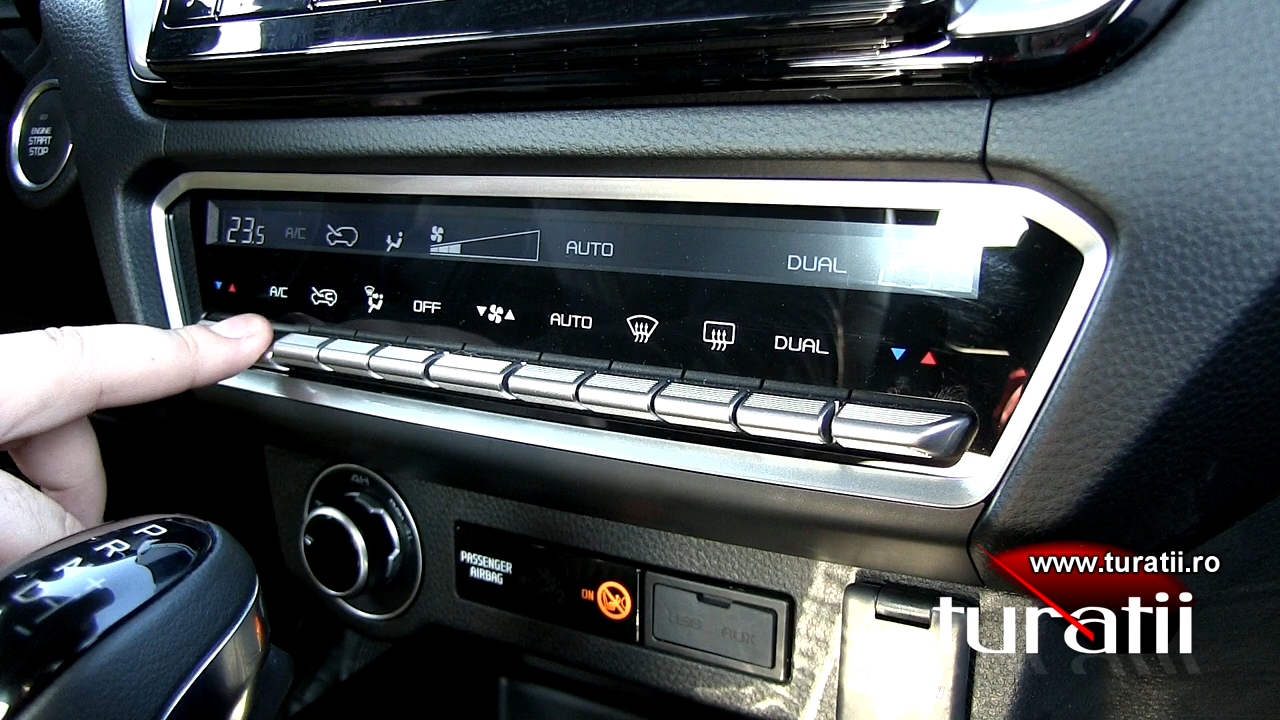 ENGINE
START
STOP
23.5 A/C AUTO DUAL
A/C OFF AUTO DUAL
P
R
PASSENGER
AIRBAG
ON
USB AUX
www.turatii.ro
turatii